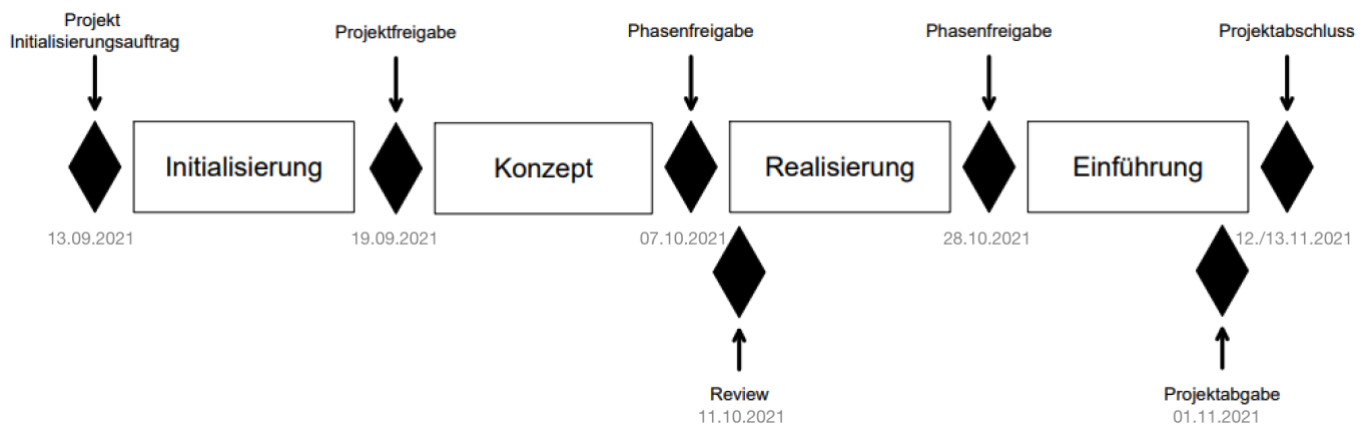 Projekt
Initialisierungsauftrag
Projektfreigabe
Phasenfreigabe
Phasenfreigabe
Projektabschluss
Initialisierung
Konzept
Realisierung
Einführung
13.09.2021
19.09.2021
07.10.2021
28.10.2021
12./13.11.2021
Review
11.10.2021
Projektabgabe
01.11.2021